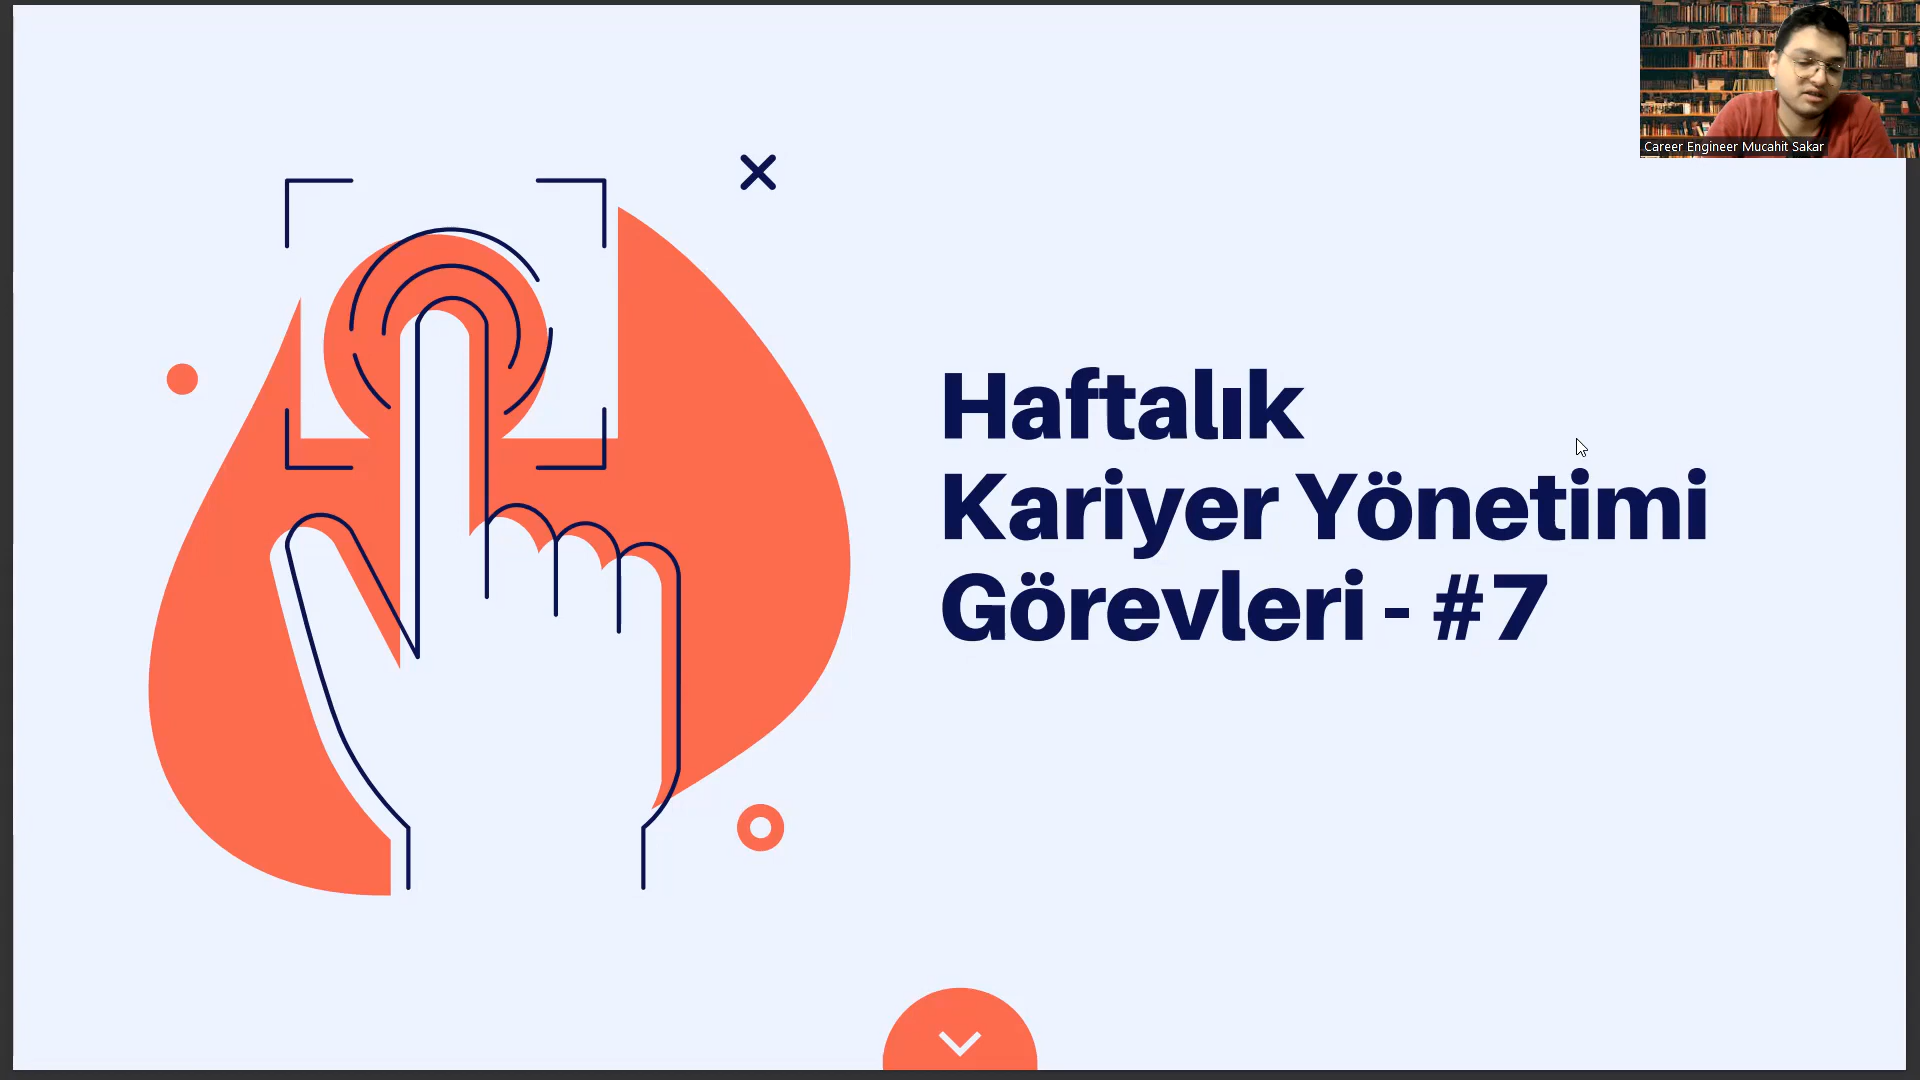 Career Engineer Mucahit Sakar
Haftalık
Kariyer Yönetimi
Görevleri - #7